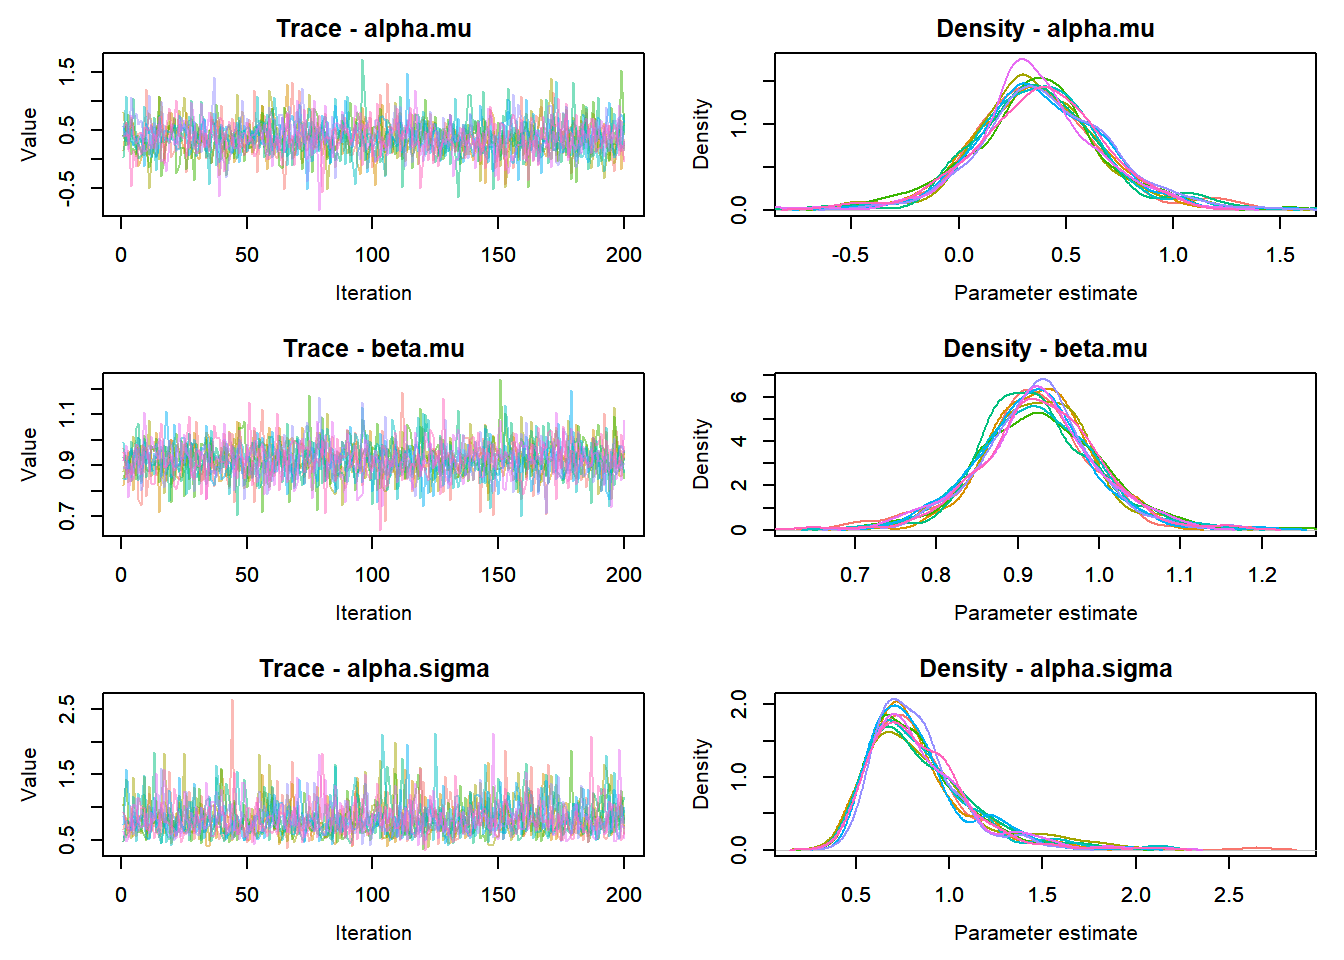 Trace - alpha.mu
Value
-0.5 0.5 1.5
0 50 100 150 200
Iteration
Density - alpha.mu
Density
0.0 1.0
-0.5 0.0 0.5 1.0 1.5
Parameter estimate
Trace - beta.mu
Value
0.7 0.9 1.1
0 50 100 150 200
Iteration
Density - beta.mu
Density
0 2 4 6
0.7 0.8 0.9 1.0 1.1 1.2
Parameter estimate
Trace - alpha.sigma
Value
0.5 1.5 2.5
0 50 100 150 200
Iteration
Density - alpha.sigma
Density
0.0 1.0 2.0
0.5 1.0 1.5 2.0 2.5
Parameter estimate